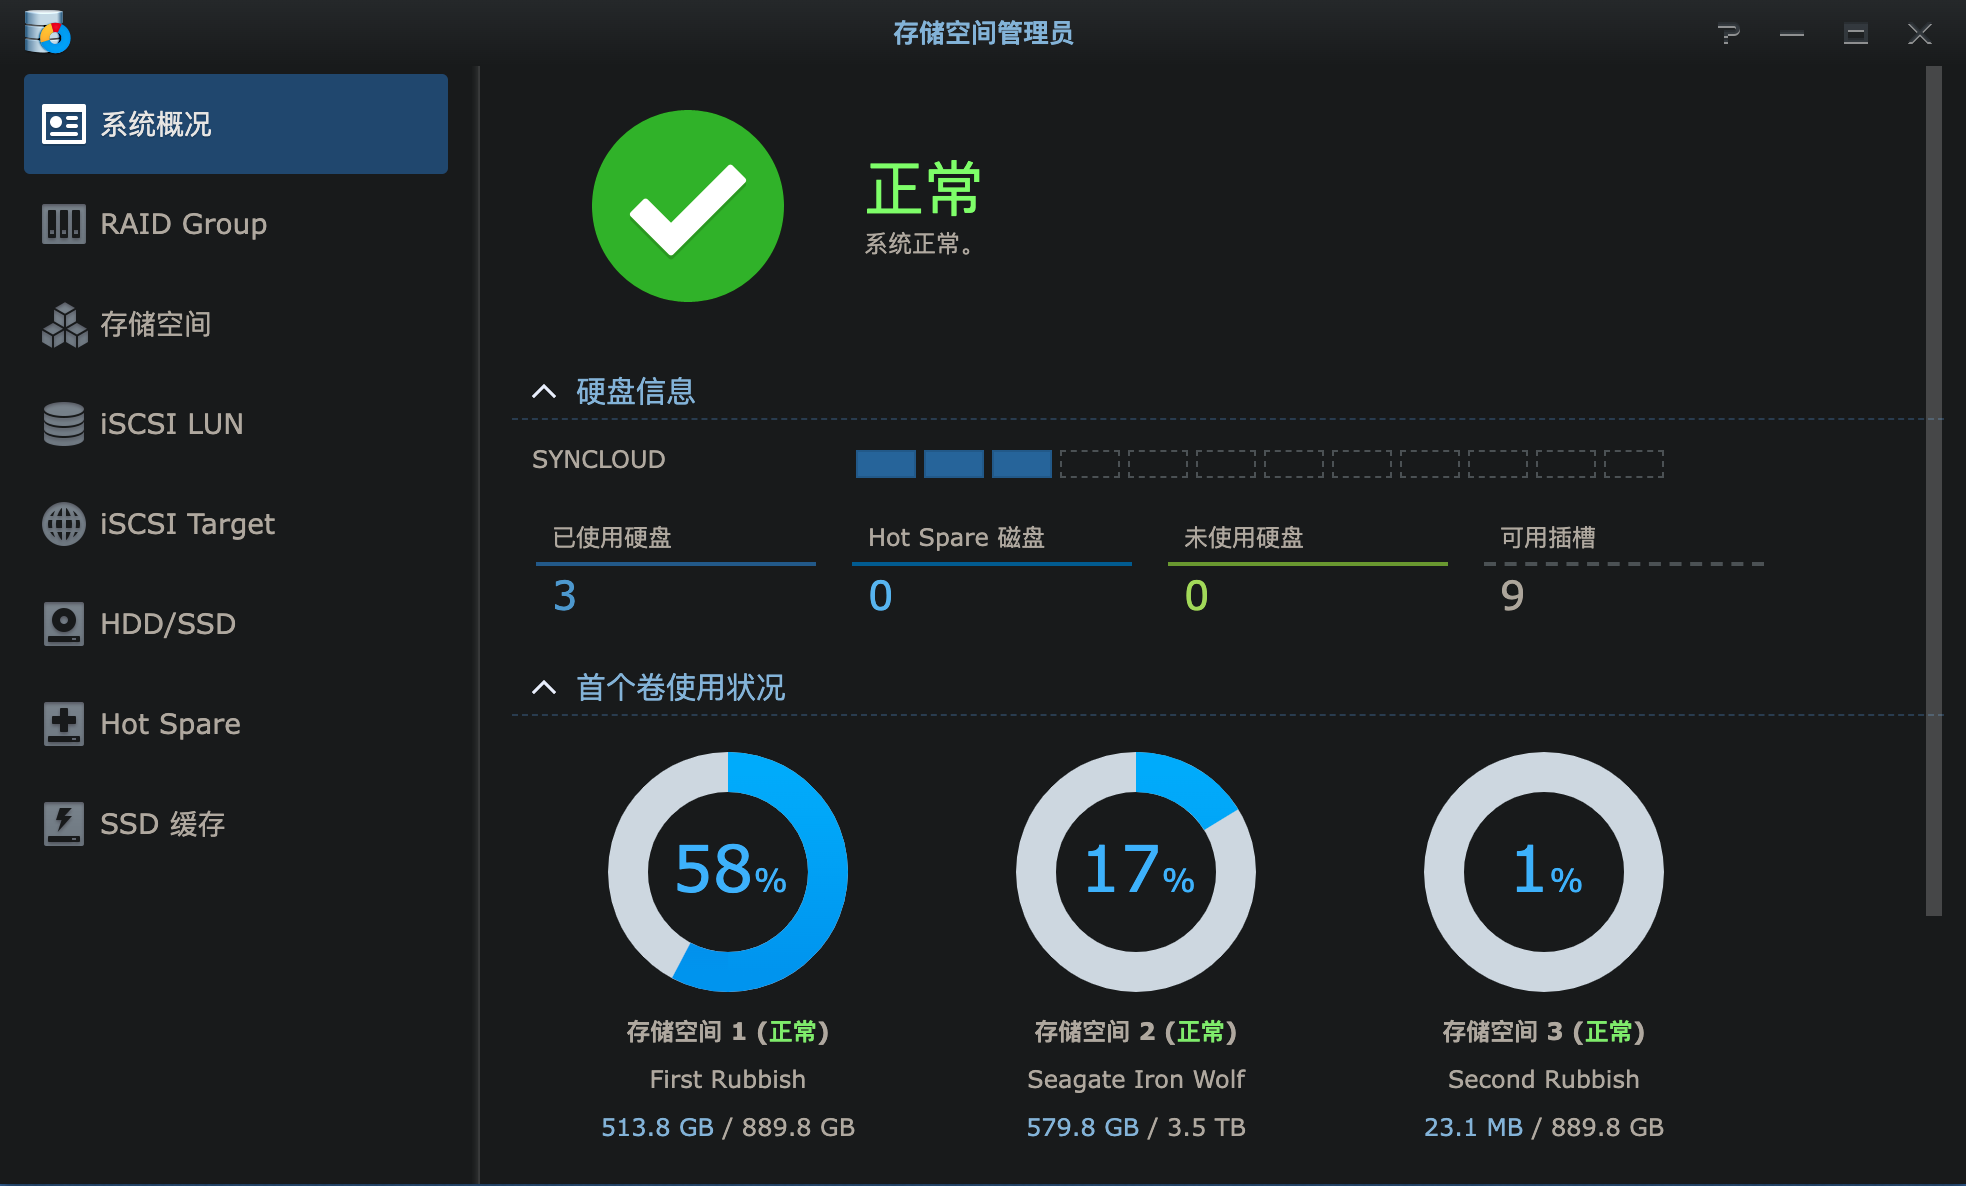 存储空间管理员
系统概况
RAID Group
存储空间
iSCSI LUN
iSCSI Target
HDD/SSD
Hot Spare
SSD 缓存
正常
系统正常。
硬盘信息
SYNCLOUD
已使用硬盘
3
Hot Spare 磁盘
0
未使用硬盘
0
可用插槽
9
首个卷使用状况
58%
存储空间 1 (正常)
First Rubbish
513.8 GB / 889.8 GB
17%
存储空间 2 (正常)
Seagate Iron Wolf
579.8 GB / 3.5 TB
1%
存储空间 3 (正常)
Second Rubbish
23.1 MB / 889.8 GB